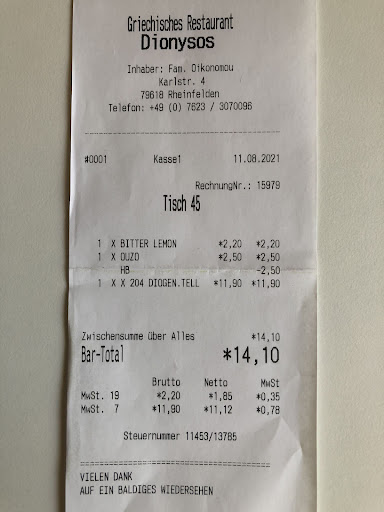 Griechisches Restaurant
Dionysos
Inhaber: Fam. Oikonomou
Karlstr. 4
79618 Rheinfelden
Telefon: +49 (0) 7623 / 3070096
#0001 Kasse1 11.08.2021
RechnungNr.: 15979
Tisch 45
1 X BITTER LEMON *2,20 *2,20
1 X OUZO *2,50 *2,50
HB -2,50
1 X X 204 DIOGEN.TELL *11,90 *11,90
Zwischensumme über Alles *14,10
Bar-Total *14,10
Brutto Netto MwSt
MwSt. 19 *2,20 *1,85 *0,35
MwSt. 7 *11,90 *11,12 *0,78
Steuernummer 11453/13785
VIELEN DANK
AUF EIN BALDIGES WIEDERSEHEN